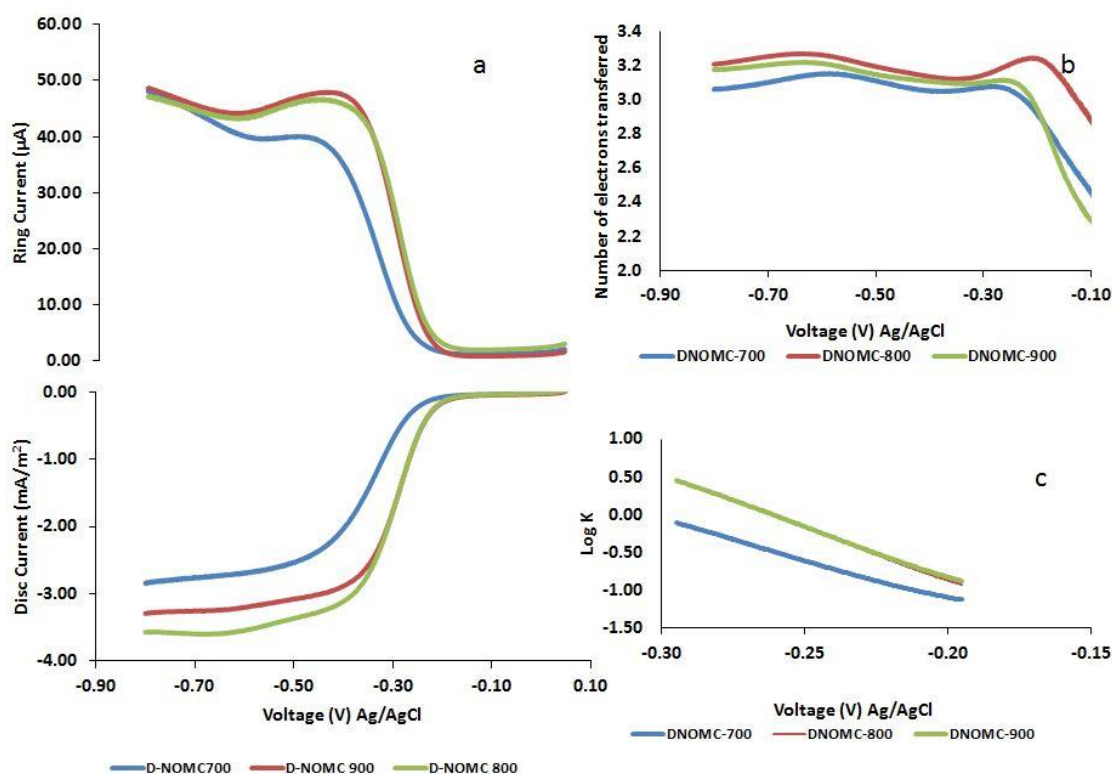 60.00
50.00
40.00
30.00
20.00
10.00
0.00
Ring Current (µA)
a
0.00
-1.00
-2.00
-3.00
-4.00
Disc Current (mA/m²)
-0.90 -0.70 -0.50 -0.30 -0.10 0.10
Voltage (V) Ag/AgCl
D-NOMC700 D-NOMC 900 D-NOMC 800
3.4
3.2
3.0
2.8
2.6
2.4
2.2
2.0
Number of electrons transferred
b
-0.90 -0.70 -0.50 -0.30 -0.10
Voltage (V) Ag/AgCl
DNOMC-700 DNOMC-800 DNOMC-900
1.00
0.50
0.00
-0.50
-1.00
-1.50
Log K
c
-0.30 -0.25 -0.20 -0.15
Voltage (V) Ag/AgCl
DNOMC-700 DNOMC-800 DNOMC-900